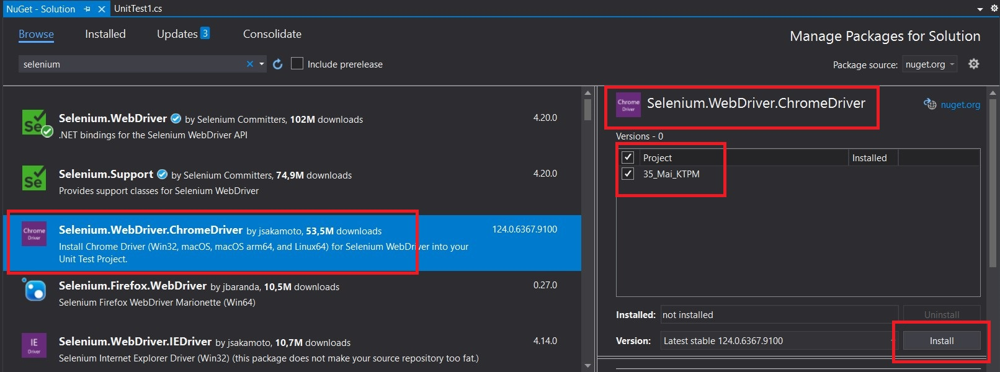 NuGet - Solution
UnitTest1.cs
Browse
Installed
Updates 3
Consolidate
Manage Packages for Solution
selenium
Include prerelease
Package source: nuget.org
Selenium.WebDriver by Selenium Committers, 102M downloads
4.20.0
.NET bindings for the Selenium WebDriver API
Selenium.Support by Selenium Committers, 74,9M downloads
4.20.0
Provides support classes for Selenium WebDriver
Chrome
Driver
Selenium.WebDriver.ChromeDriver by jsakamoto, 53,5M downloads
124.0.6367.9100
Install Chrome Driver (Win32, macOS, macOS arm64, and Linux64) for Selenium WebDriver into your
Unit Test Project.
Selenium.Firefox.WebDriver by jbaranda, 10,5M downloads
0.27.0
Selenium Firefox WebDriver Marionette (Win64)
IE
Driver
Selenium.WebDriver.IEDriver by jsakamoto, 10,7M downloads
4.14.0
Selenium Internet Explorer Driver (Win32) (this package does not make your source repository too fat.)
Chrome
Driver
Selenium.WebDriver.ChromeDriver
nuget.org
Versions - 0
Project
Installed
35_Mai_KTPM
Installed: not installed
Uninstall
Version: Latest stable 124.0.6367.9100
Install
Se
Se